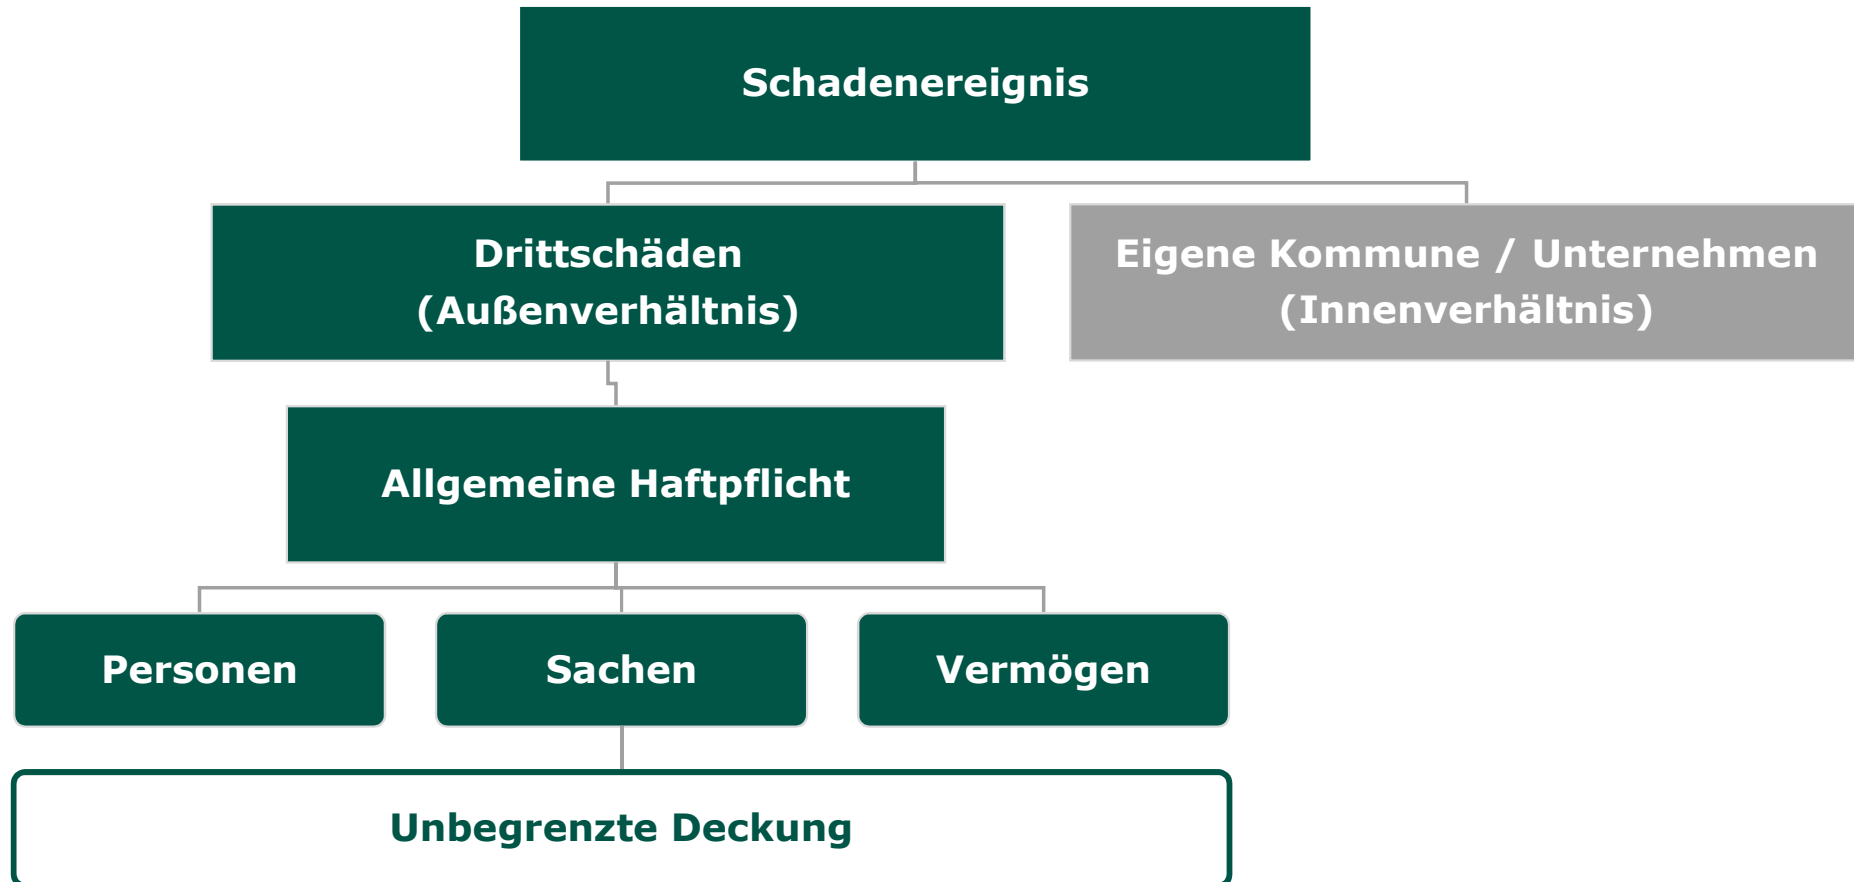 Schadenereignis
Drittschäden
(Außenverhältnis)
Eigene Kommune / Unternehmen
(Innenverhältnis)
Allgemeine Haftpflicht
Personen
Sachen
Vermögen
Unbegrenzte Deckung